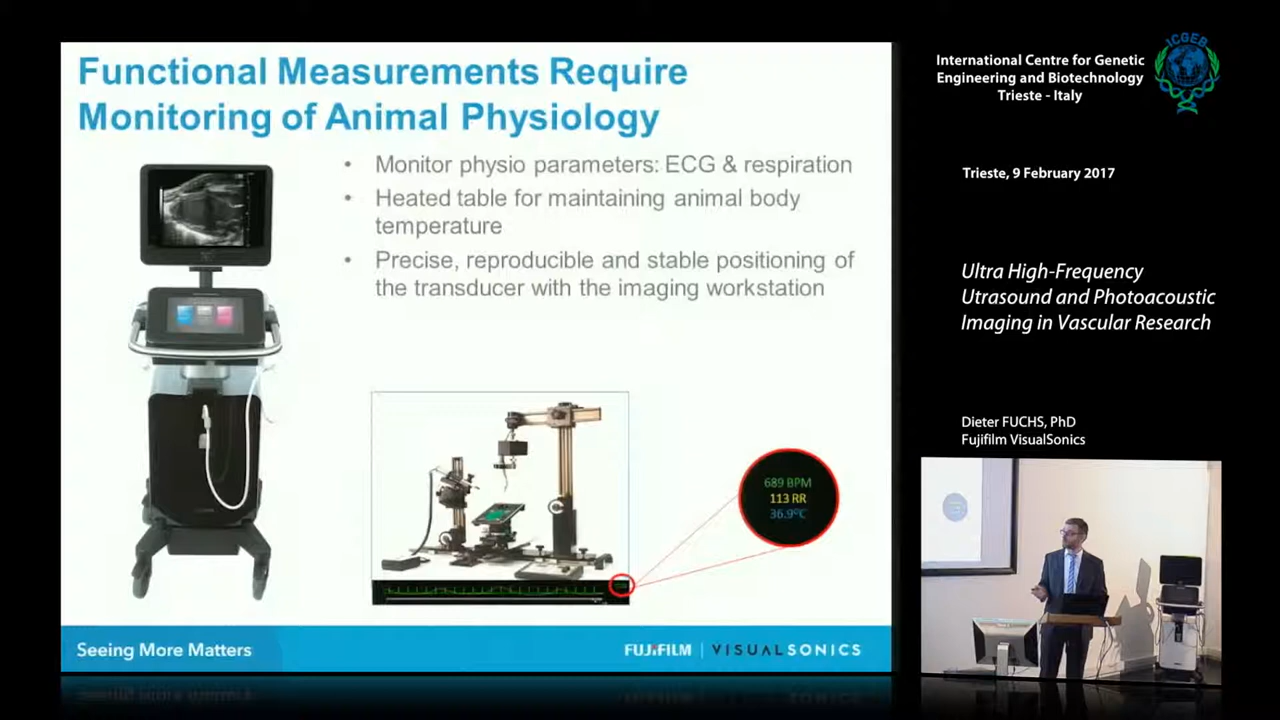 Functional Measurements Require
Monitoring of Animal Physiology
• Monitor physio parameters: ECG & respiration
• Heated table for maintaining animal body
temperature
• Precise, reproducible and stable positioning of
the transducer with the imaging workstation
689 BPM
113 RR
36.9°C
Seeing More Matters
FUJIFILM | VISUALSONICS
International Centre for Genetic
Engineering and Biotechnology
Trieste - Italy
ICGEB
Trieste, 9 February 2017
Ultra High-Frequency
Utrasound and Photoacoustic
Imaging in Vascular Research
Dieter FUCHS, PhD
Fujifilm VisualSonics